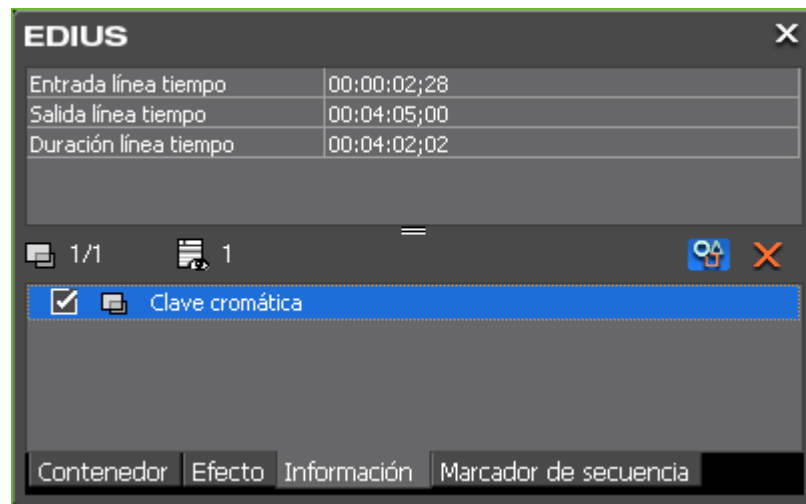 EDIUS
Entrada línea tiempo 00:00:02;28
Salida línea tiempo 00:04:05;00
Duración línea tiempo 00:04:02;02
1/1 1
Clave cromática
Contenedor Efecto Información Marcador de secuencia